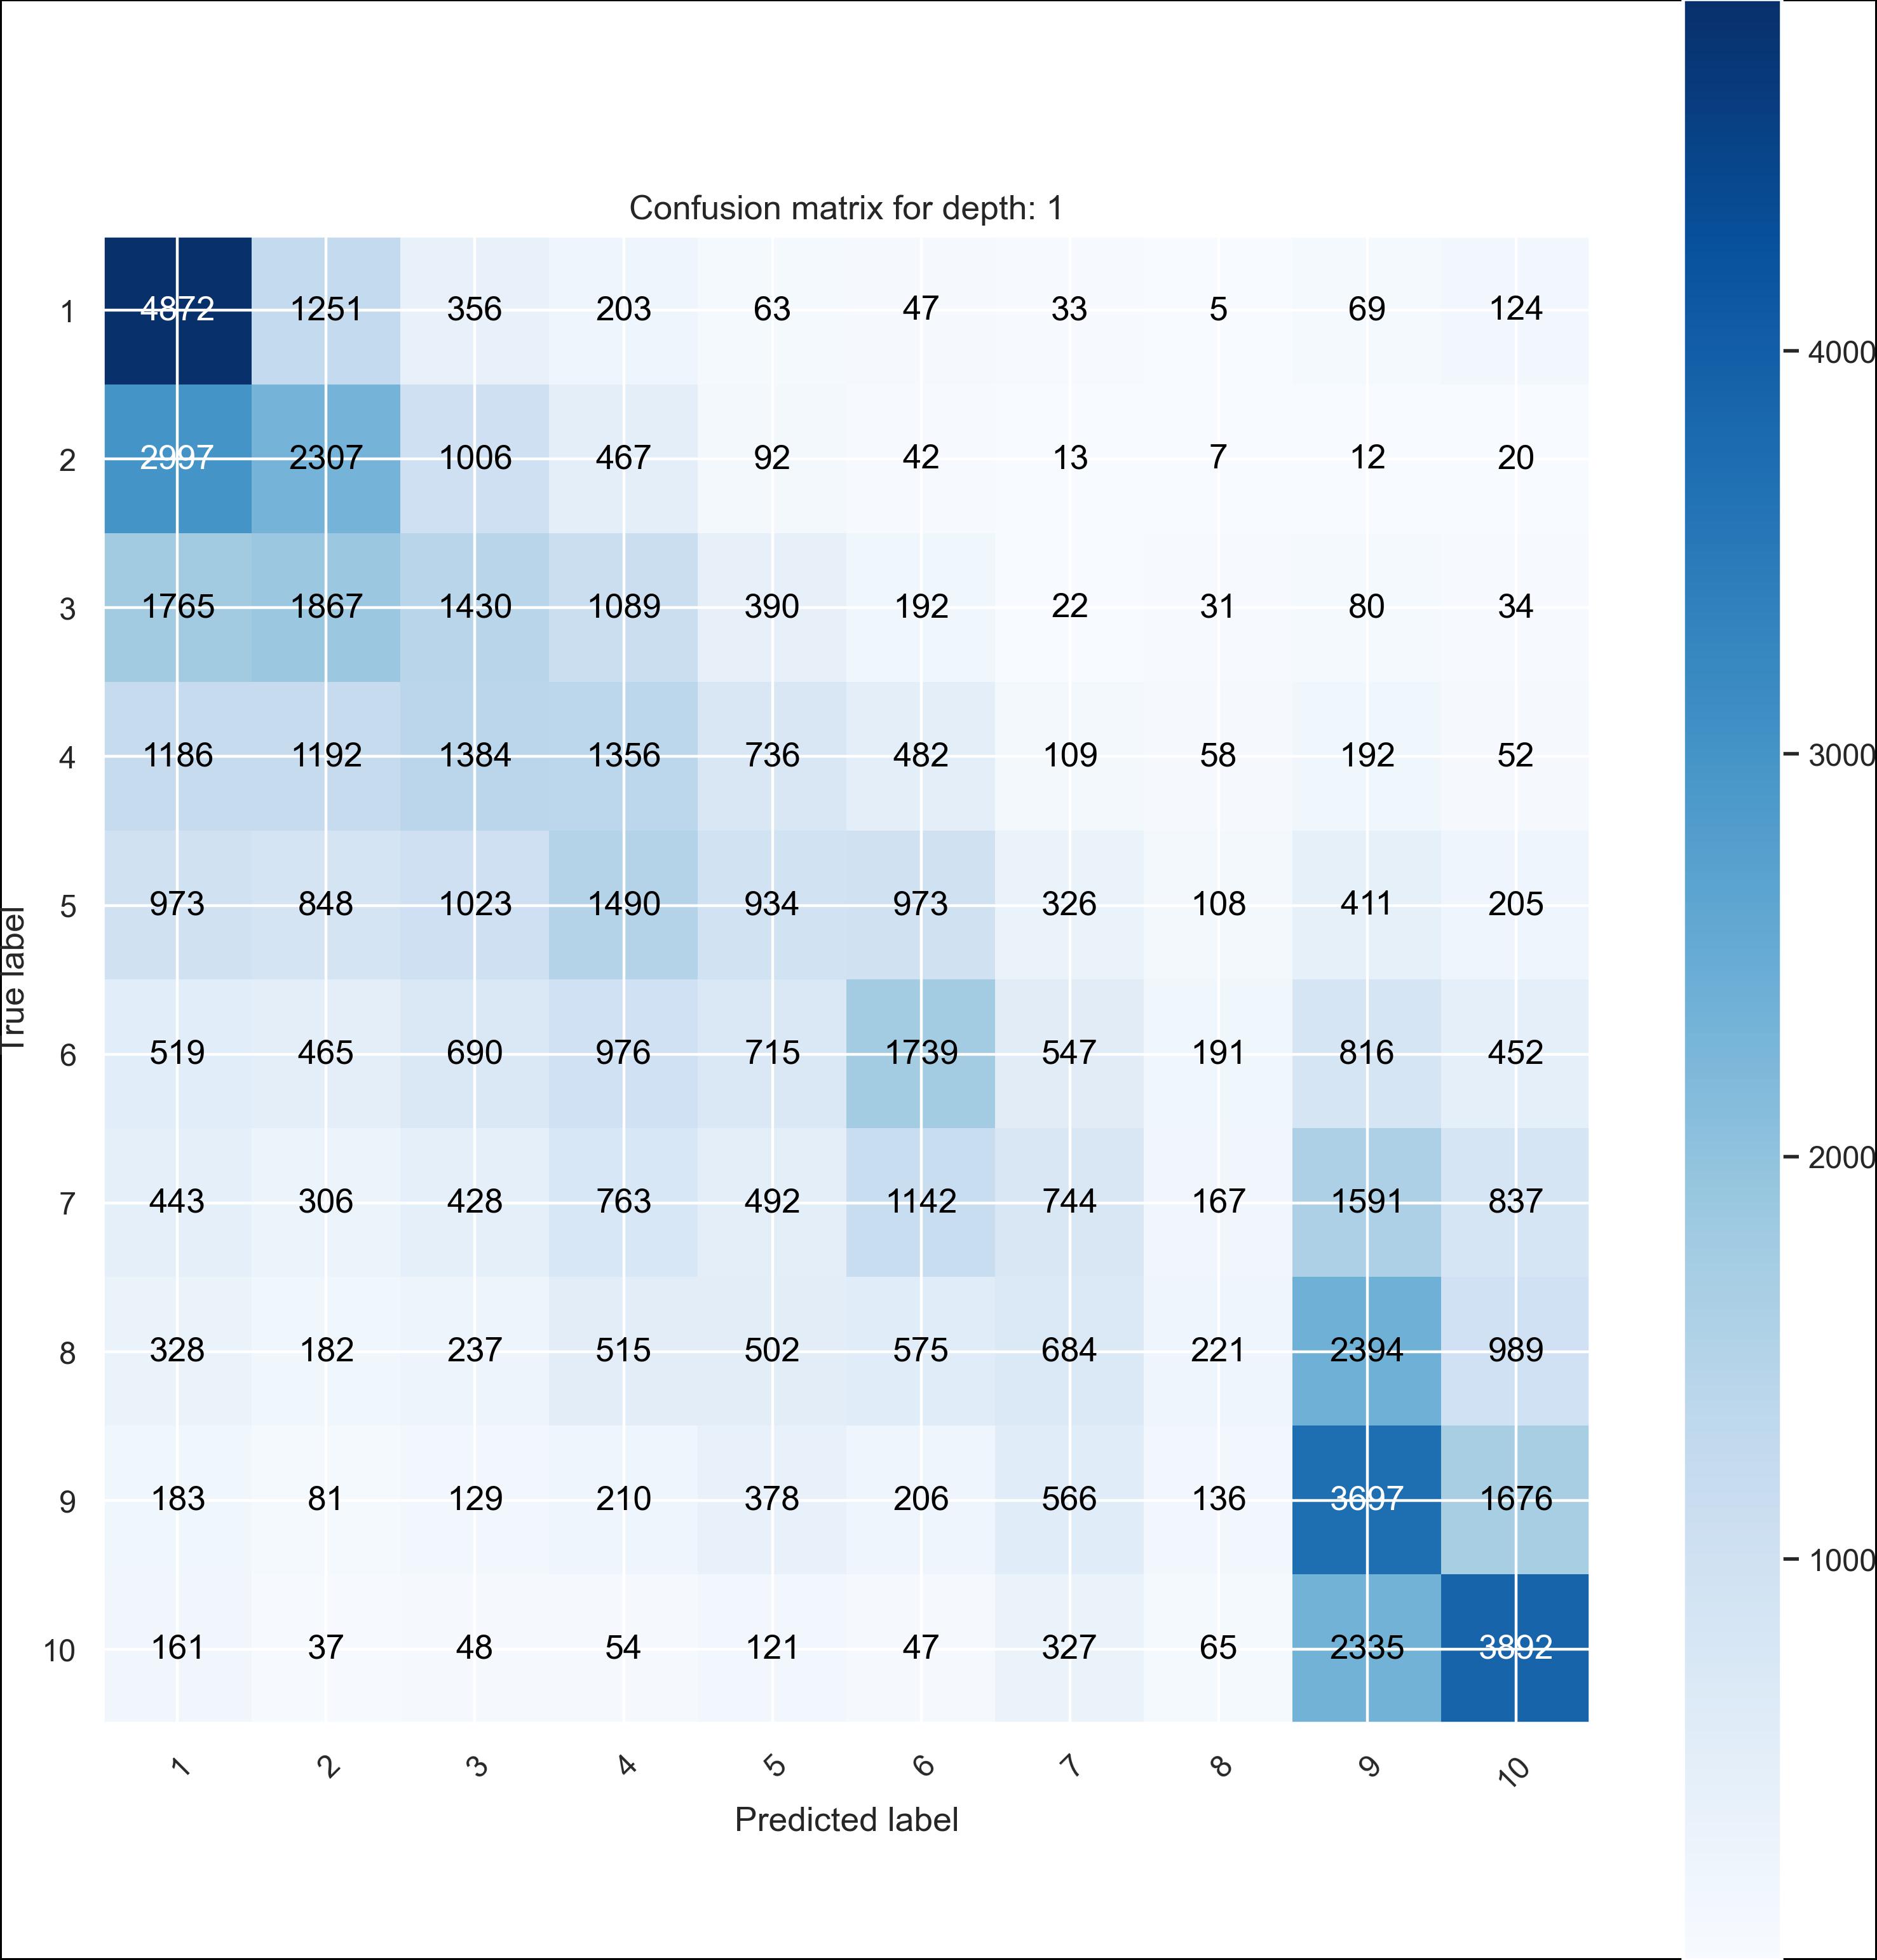 Confusion matrix for depth: 1
1 4872 1251 356 203 63 47 33 5 69 124
2 2997 2307 1006 467 92 42 13 7 12 20
3 1765 1867 1430 1089 390 192 22 31 80 34
4 1186 1192 1384 1356 736 482 109 58 192 52
5 973 848 1023 1490 934 973 326 108 411 205
6 519 465 690 976 715 1739 547 191 816 452
7 443 306 428 763 492 1142 744 167 1591 837
8 328 182 237 515 502 575 684 221 2394 989
9 183 81 129 210 378 206 566 136 3697 1676
10 161 37 48 54 121 47 327 65 2335 3892
1 2 3 4 5 6 7 8 9 10
Predicted label
True label
4000
3000
2000
1000